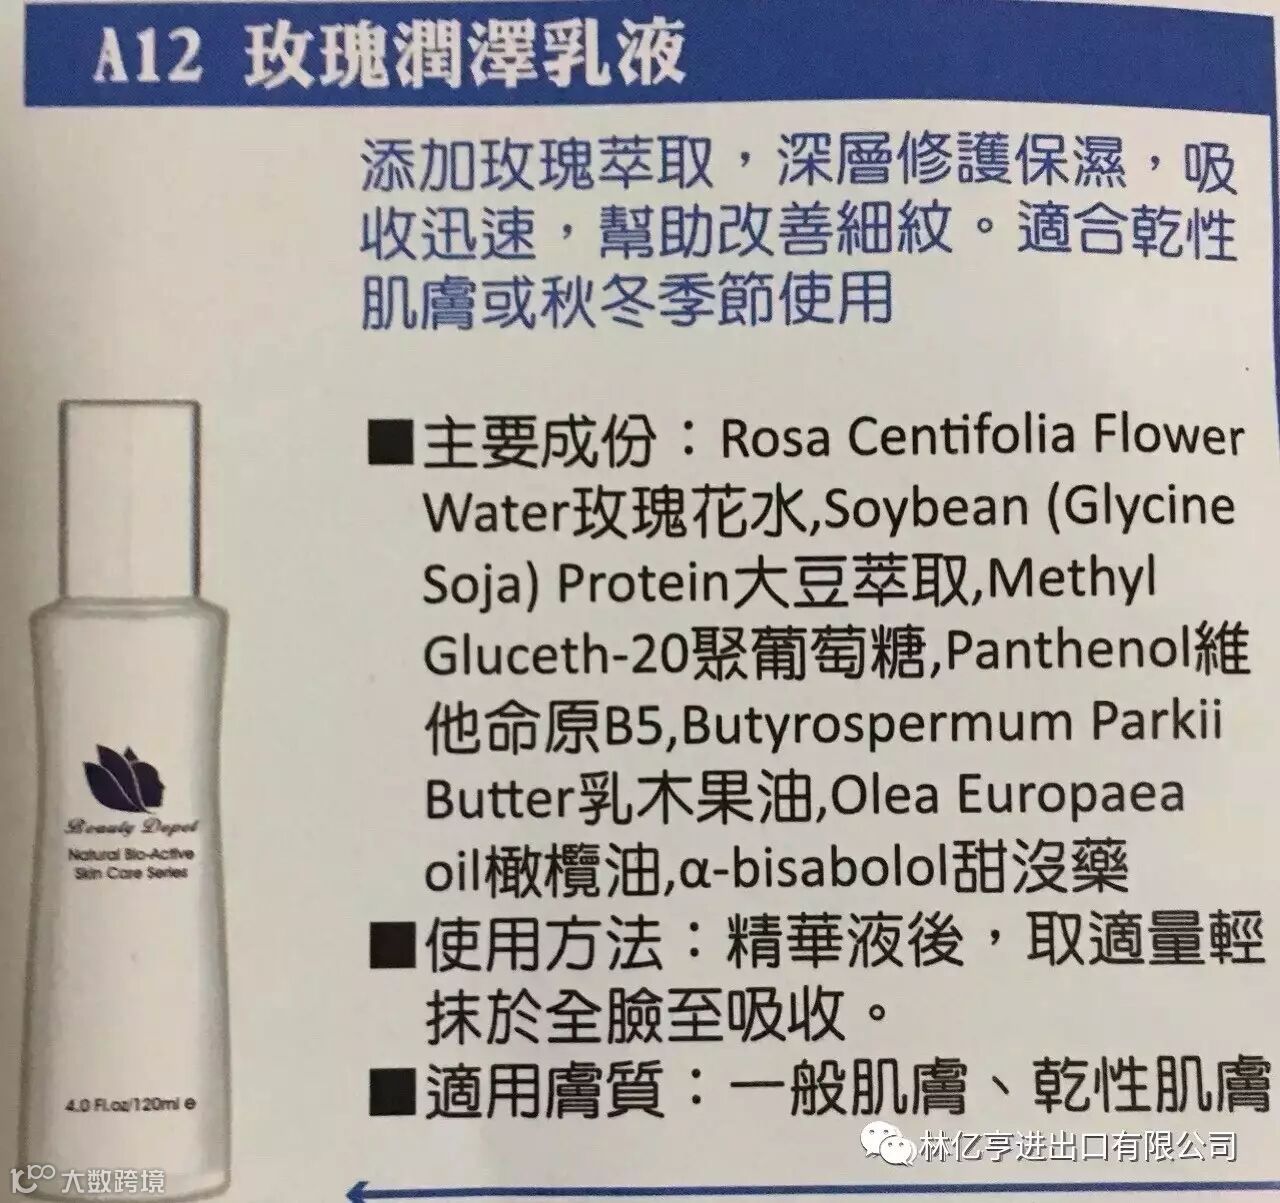 A12 玫瑰潤澤乳液
添加玫瑰萃取，深層修護保濕，吸
收迅速，幫助改善細紋。適合乾性
肌膚或秋冬季節使用
■主要成份：Rosa Centifolia Flower
Water玫瑰花水,Soybean (Glycine
Soja) Protein大豆萃取,Methyl
Gluceth-20聚葡萄糖,Panthenol維
他命原B5,Butyrospermum Parkii
Butter乳木果油,Olea Europaea
oil橄欖油,α-bisabolol甜沒藥
■使用方法：精華液後，取適量輕
抹於全臉至吸收。
■適用膚質：一般肌膚、乾性肌膚
Beauty Depot
Natural Bio-Active
Skin Care Series
4.0 Fl.oz/120ml e
林亿亨进出口有限公司
大数跨境